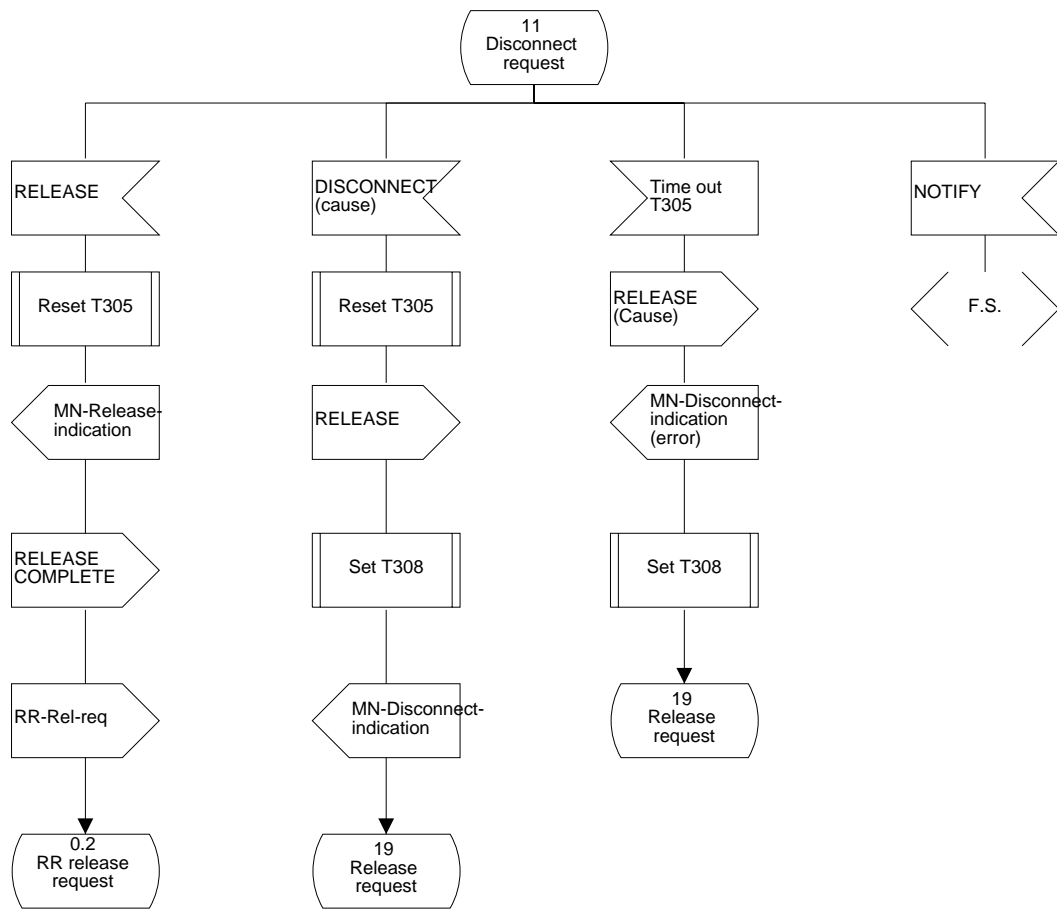 11
Disconnect
request
RELEASE
DISCONNECT
(cause)
Time out
T305
NOTIFY
Reset T305
Reset T305
RELEASE
(Cause)
F.S.
MN-Release-
indication
RELEASE
MN-Disconnect-
indication
(error)
RELEASE
COMPLETE
Set T308
Set T308
RR-Rel-req
MN-Disconnect-
indication
19
Release
request
0.2
RR release
request
19
Release
request